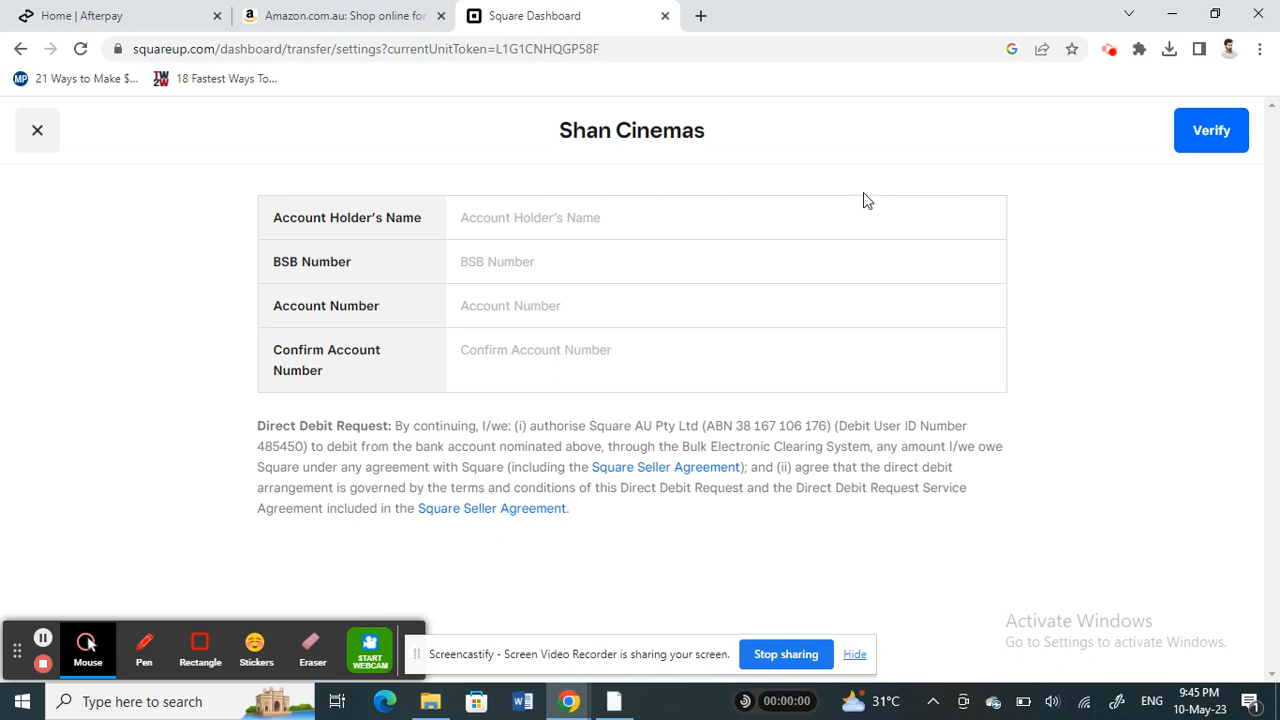 Home | Afterpay
Amazon.com.au: Shop online for
Square Dashboard
squareup.com/dashboard/transfer/settings?currentUnitToken=L1G1CNHQGP58F
MP 21 Ways to Make $...
TW 2W 18 Fastest Ways To...
Shan Cinemas
Verify
Account Holder's Name Account Holder's Name
BSB Number BSB Number
Account Number Account Number
Confirm Account Number Confirm Account Number
Direct Debit Request: By continuing, I/we: (i) authorise Square AU Pty Ltd (ABN 38 167 106 176) (Debit User ID Number
485450) to debit from the bank account nominated above, through the Bulk Electronic Clearing System, any amount I/we owe
Square under any agreement with Square (including the Square Seller Agreement); and (ii) agree that the direct debit
arrangement is governed by the terms and conditions of this Direct Debit Request and the Direct Debit Request Service
Agreement included in the Square Seller Agreement.
Activate Windows
Go to Settings to activate Windows.
Mouse
Pen
Rectangle
Stickers
Eraser
START
WEBCAM
Screencastify - Screen Video Recorder is sharing your screen.
Stop sharing
Hide
Type here to search
00:00:00
31°C
ENG
9:45 PM
10-May-23
1